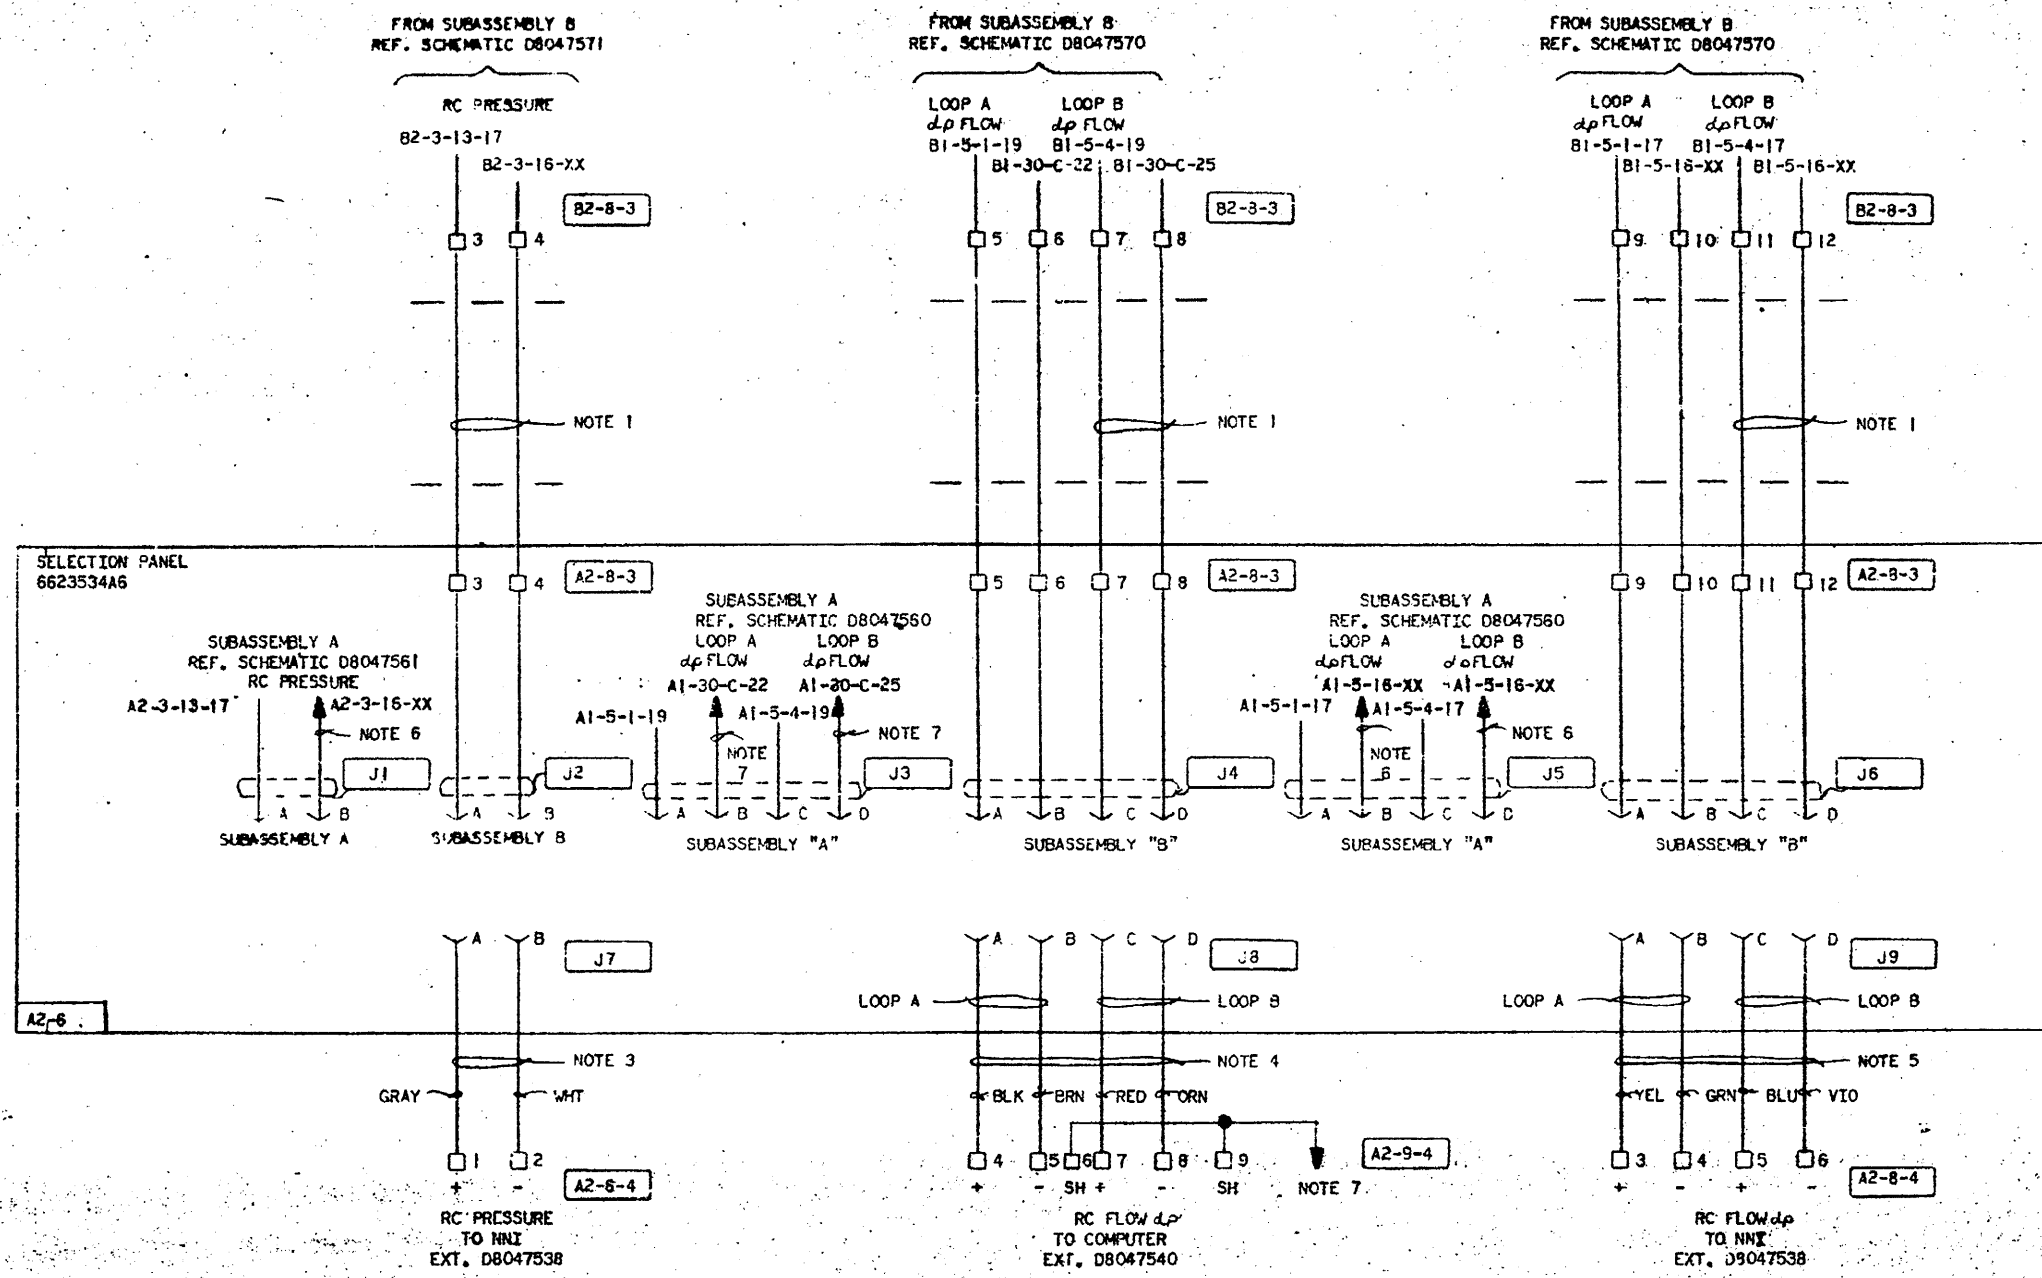 FROM SUBASSEMBLY B
REF. SCHEMATIC D8047571
RC PRESSURE
B2-3-13-17
B2-3-16-XX
B2-8-3
3
4
NOTE 1
FROM SUBASSEMBLY B
REF. SCHEMATIC D8047570
LOOP A LOOP B
dp FLOW dp FLOW
B1-5-1-19 B1-5-4-19
B1-30-C-22 B1-30-C-25
B2-8-3
5 6 7 8
NOTE 1
FROM SUBASSEMBLY B
REF. SCHEMATIC D8047570
LOOP A LOOP B
dp FLOW dp FLOW
B1-5-1-17 B1-5-4-17
B1-5-16-XX B1-5-16-XX
B2-8-3
9 10 11 12
NOTE 1
SELECTION PANEL
6623534A6
3 4 A2-8-3
5 6 7 8 A2-8-3
9 10 11 12 A2-8-3
SUBASSEMBLY A
REF. SCHEMATIC D8047561
RC PRESSURE
A2-3-13-17 A2-3-16-XX
NOTE 6
J1
A B
SUBASSEMBLY A
J2
A B
SUBASSEMBLY B
SUBASSEMBLY A
REF. SCHEMATIC D8047560
LOOP A LOOP B
dp FLOW dp FLOW
A1-30-C-22 A1-30-C-25
A1-5-1-19 A1-5-4-19
NOTE 7
NOTE 7
J3
A B C D
SUBASSEMBLY "A"
J4
A B C D
SUBASSEMBLY "B"
SUBASSEMBLY A
REF. SCHEMATIC D8047560
LOOP A LOOP B
dp FLOW dp FLOW
A1-5-16-XX A1-5-16-XX
A1-5-1-17 A1-5-4-17
NOTE 6
NOTE 6
J5
A B C D
SUBASSEMBLY "A"
J6
A B C D
SUBASSEMBLY "B"
A B
J7
A B C D
J8
LOOP A LOOP B
A B C D
J9
LOOP A LOOP B
A2-6
NOTE 3
GRAY WHT
1 2
+ -
RC PRESSURE
TO NNI
EXT. D8047538
NOTE 4
BLK BRN RED ORN
4 5 6 7 8 9
A2-9-4
+ - SH + - SH NOTE 7
RC FLOW dp
TO COMPUTER
EXT. D8047540
NOTE 5
YEL GRN BLU VIO
3 4 5 6
A2-8-4
+ - + -
RC FLOW dp
TO NNI
EXT. D8047538